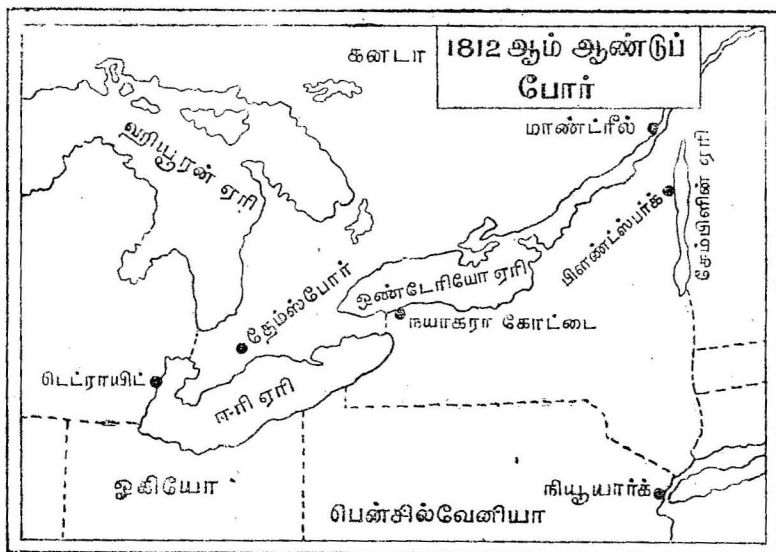 கனடா
1812 ஆம் ஆண்டுப்
போர்
மாண்ட்ரீல்
ஹியூரன் ஏரி
சேம்பிளின் ஏரி
பிளண்ட்ஸ்பர்க்
ஒண்டேரியோ ஏரி
தேம்ஸ்போர்
நயாகரா கோட்டை
டெட்ராயிட்
ஈரி ஏரி
ஓகியோ
பென்சில்வேனியா
நியூயார்க்